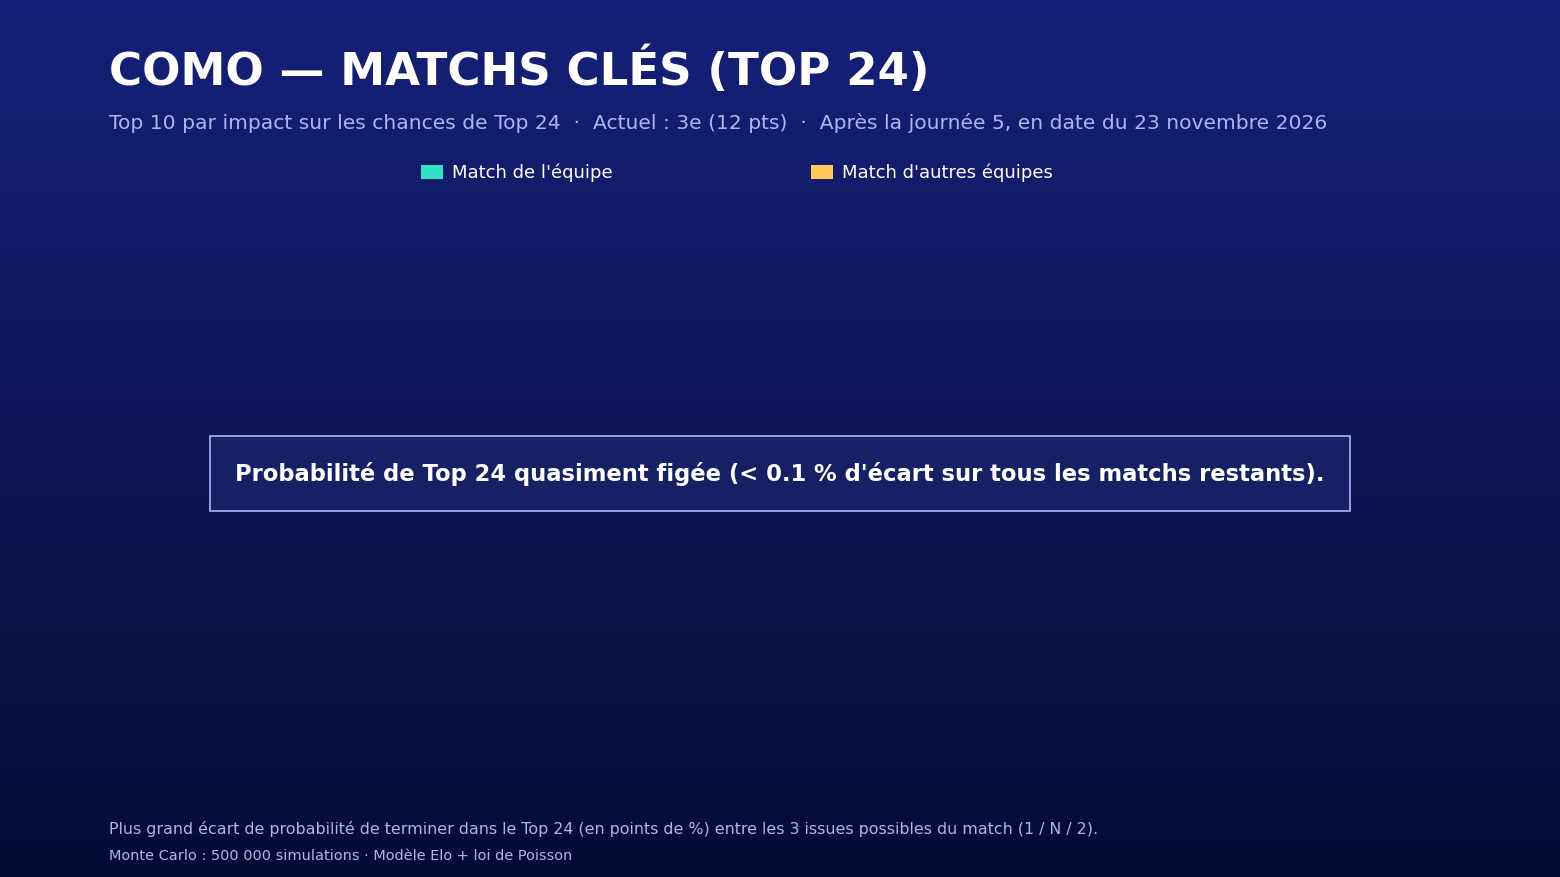 COMO — MATCHS CLÉS (TOP 24)
Top 10 par impact sur les chances de Top 24 · Actuel : 3e (12 pts) · Après la journée 5, en date du 23 novembre 2026
Match de l'équipe
Match d'autres équipes
Probabilité de Top 24 quasiment figée (< 0.1 % d'écart sur tous les matchs restants).
Plus grand écart de probabilité de terminer dans le Top 24 (en points de %) entre les 3 issues possibles du match (1 / N / 2).
Monte Carlo : 500 000 simulations · Modèle Elo + loi de Poisson